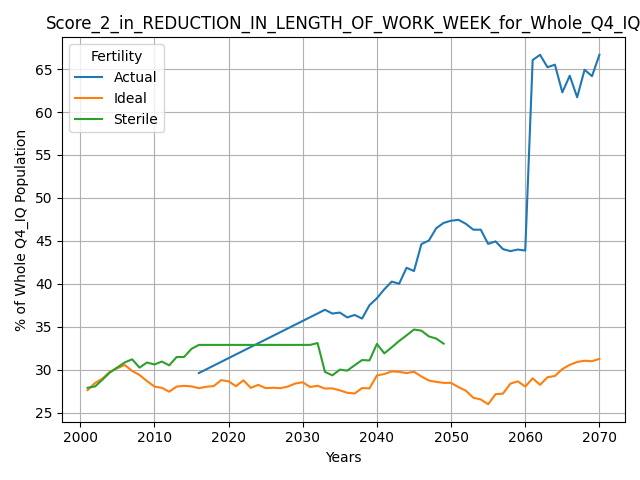 Score_2_in_REDUCTION_IN_LENGTH_OF_WORK_WEEK_for_Whole_Q4_IQ
Fertility
Actual
Ideal
Sterile
% of Whole Q4_IQ Population
65
60
55
50
45
40
35
30
25
2000 2010 2020 2030 2040 2050 2060 2070
Years